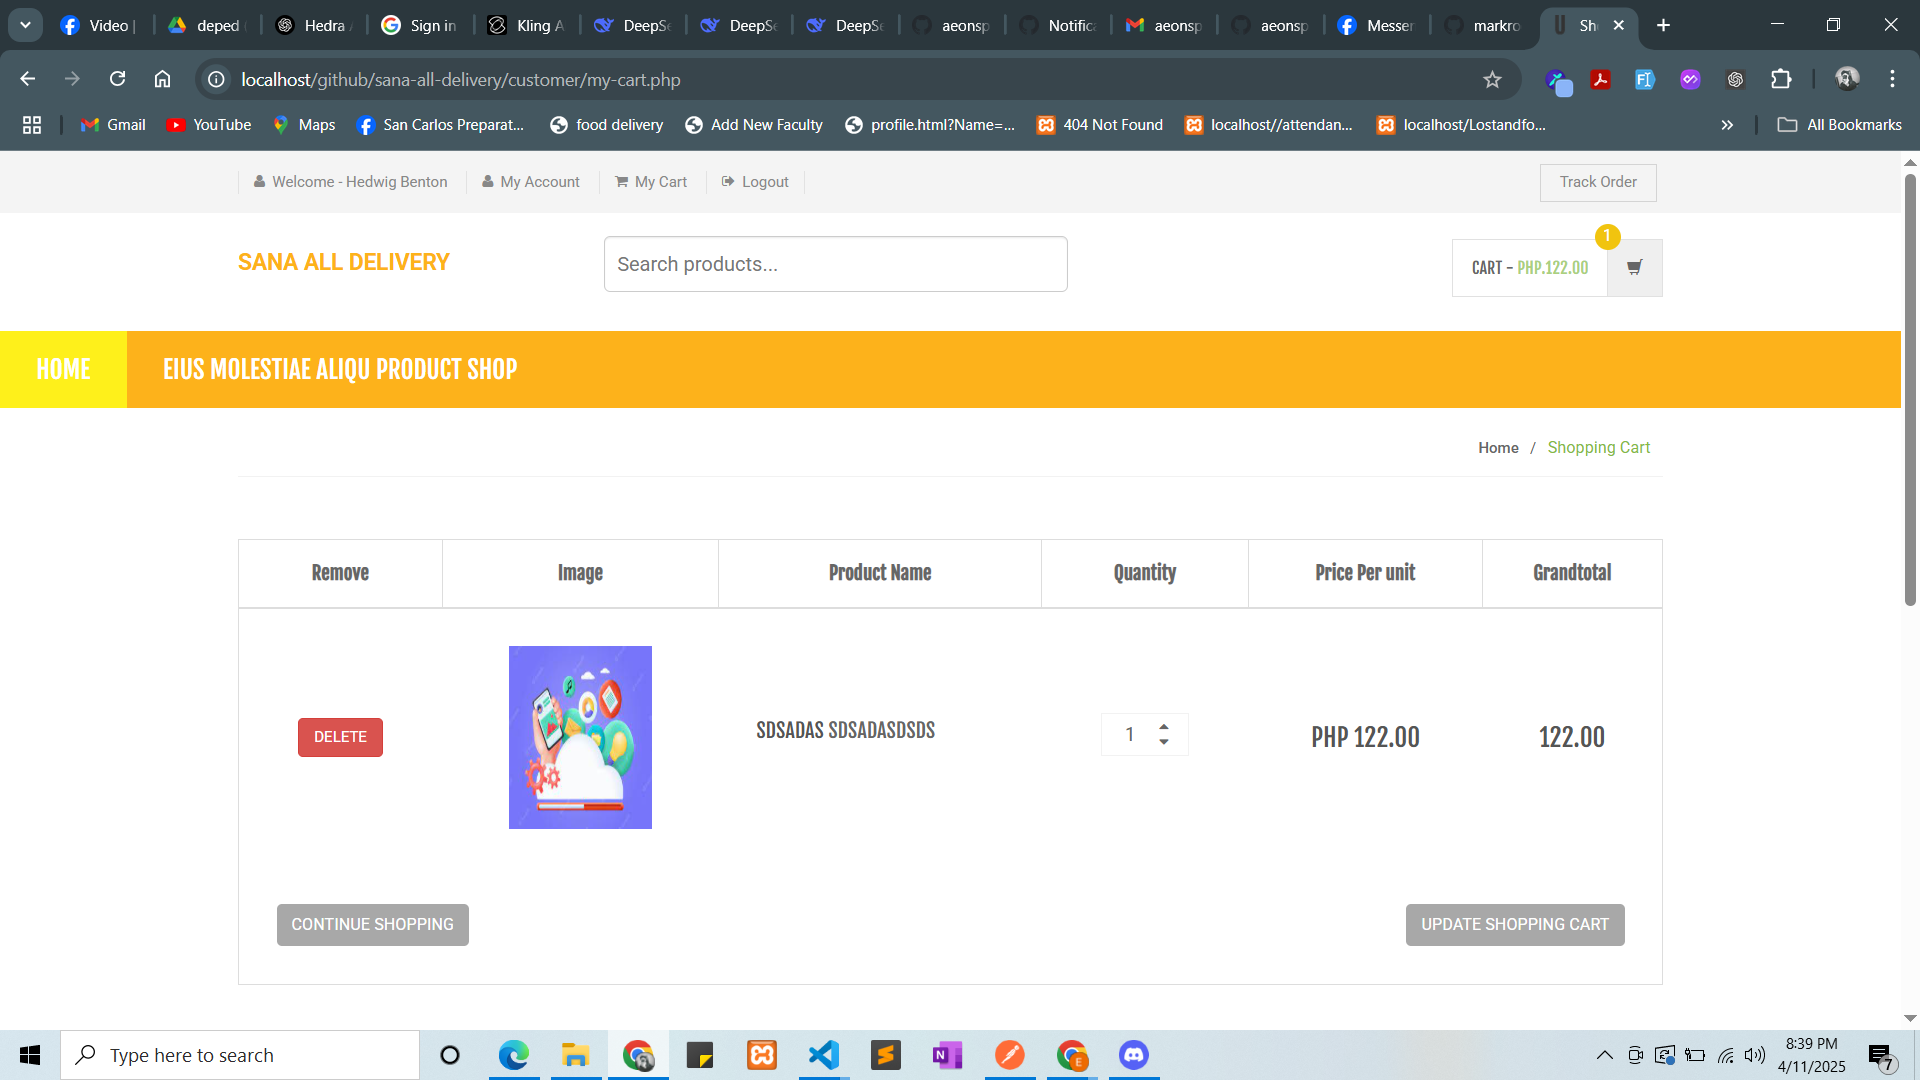 Video |
deped
Hedra
Sign in
Kling A
DeepSe
DeepSe
DeepSe
aeonsp
Notifica
aeonsp
aeonsp
Messen
markro
Sh
localhost/github/sana-all-delivery/customer/my-cart.php
Gmail
YouTube
Maps
San Carlos Preparat...
food delivery
Add New Faculty
profile.html?Name=...
404 Not Found
localhost//attendan...
localhost/Lostandfo...
All Bookmarks
Welcome - Hedwig Benton
My Account
My Cart
Logout
Track Order
SANA ALL DELIVERY
Search products...
CART - PHP.122.00
1
HOME
EIUS MOLESTIAE ALIQU PRODUCT SHOP
Home / Shopping Cart
Remove
Image
Product Name
Quantity
Price Per unit
Grandtotal
DELETE
SDSADAS SDSADASDSDS
1
PHP 122.00
122.00
CONTINUE SHOPPING
UPDATE SHOPPING CART
Type here to search
8:39 PM
4/11/2025
7